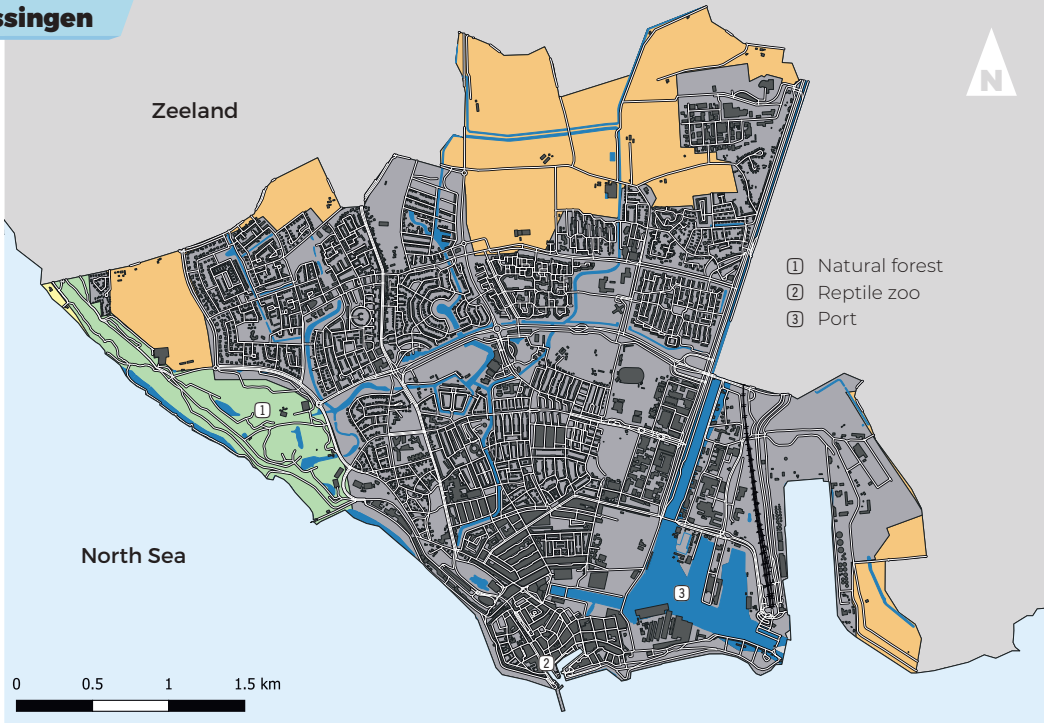 ssingen
Zeeland
N
1 Natural forest
2 Reptile zoo
3 Port
1
North Sea
3
2
0 0.5 1 1.5 km